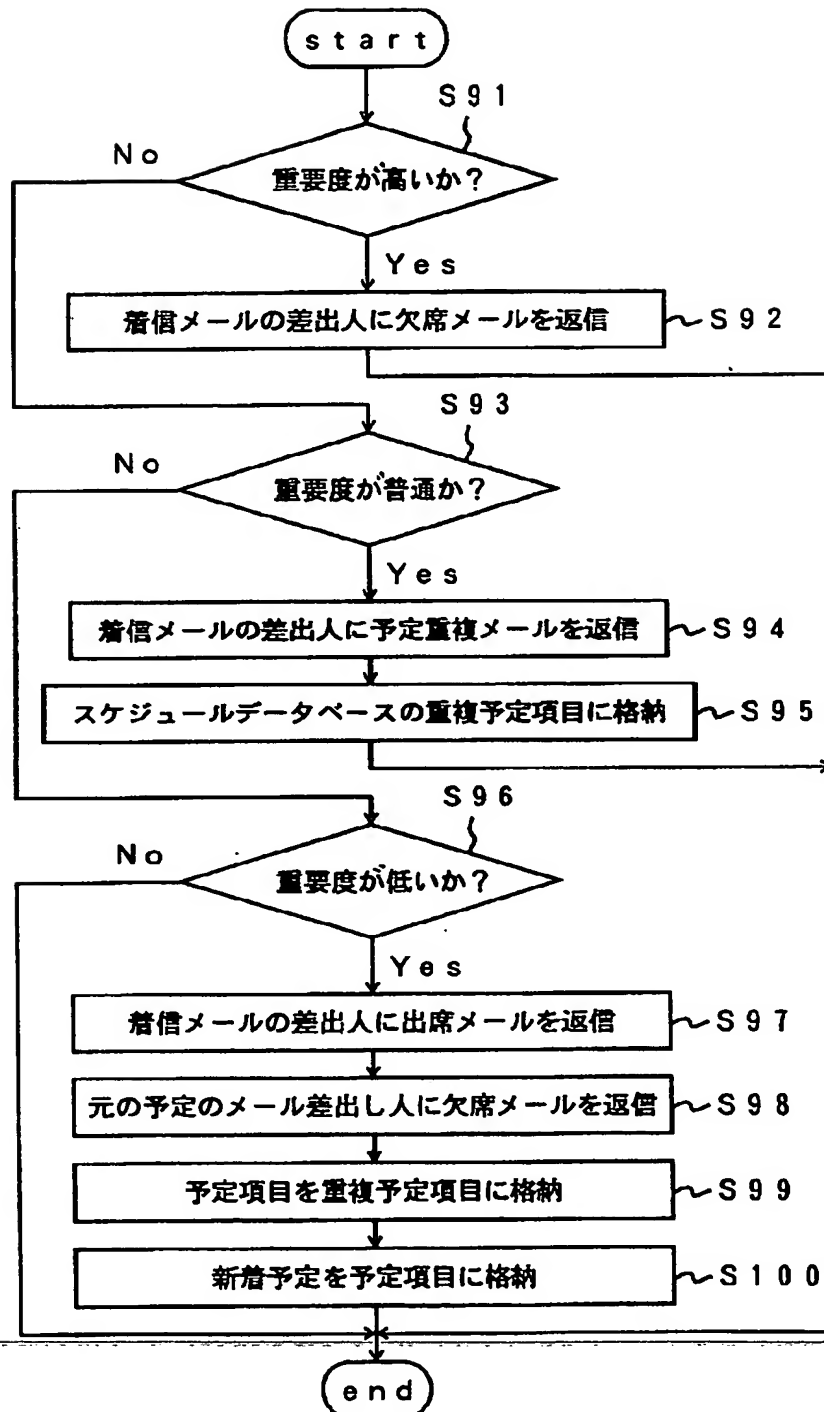 start
S91
No
重要度が高いか？
Yes
着信メールの差出人に欠席メールを返信
S92
S93
No
重要度が普通か？
Yes
着信メールの差出人に予定重複メールを返信
S94
スケジュールデータベースの重複予定項目に格納
S95
S96
No
重要度が低いか？
Yes
着信メールの差出人に出席メールを返信
S97
元の予定のメール差出し人に欠席メールを返信
S98
予定項目を重複予定項目に格納
S99
新着予定を予定項目に格納
S100
end